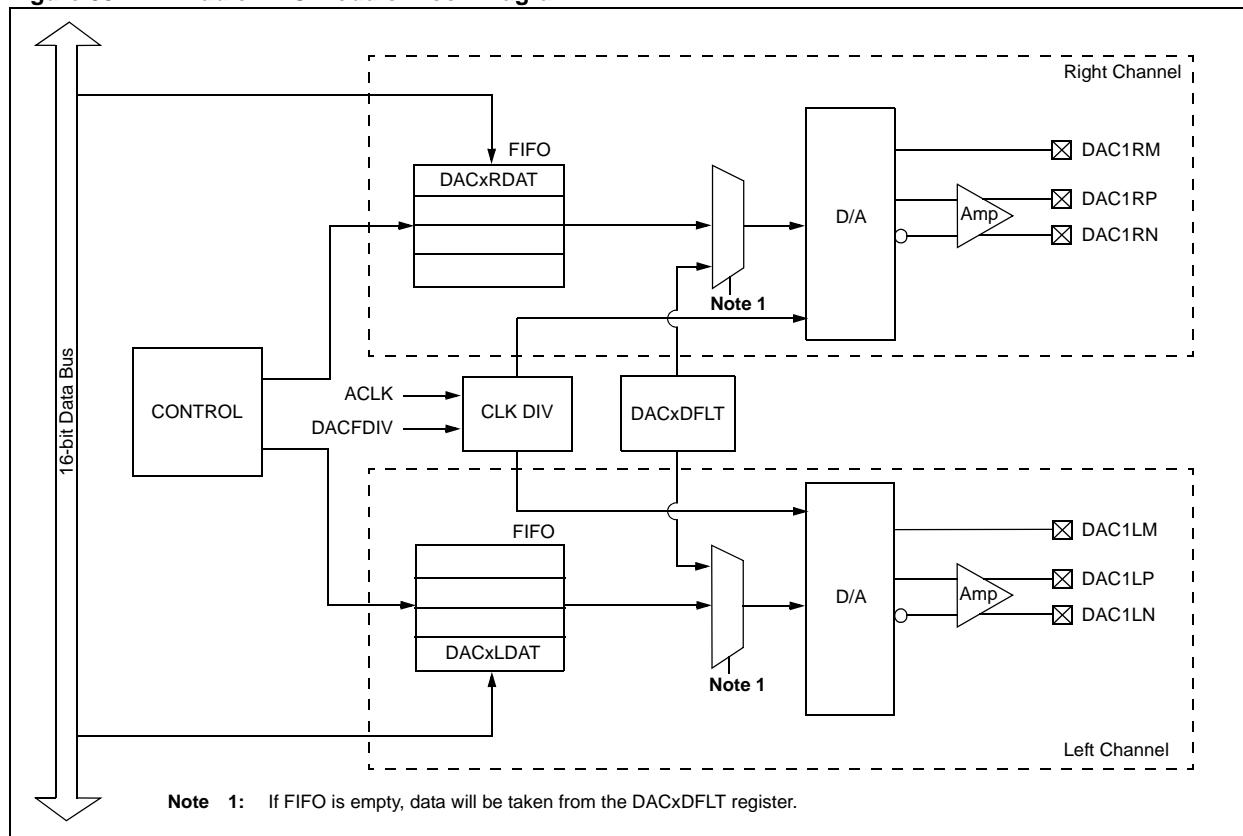 16-bit Data Bus
Right Channel
FIFO
DACxRDAT
D/A
Amp
DAC1RM
DAC1RP
DAC1RN
Note 1
CONTROL
ACLK
DACFDIV
CLK DIV
DACxDFLT
FIFO
DACxLDAT
D/A
Amp
DAC1LM
DAC1LP
DAC1LN
Note 1
Left Channel
Note 1: If FIFO is empty, data will be taken from the DACxDFLT register.